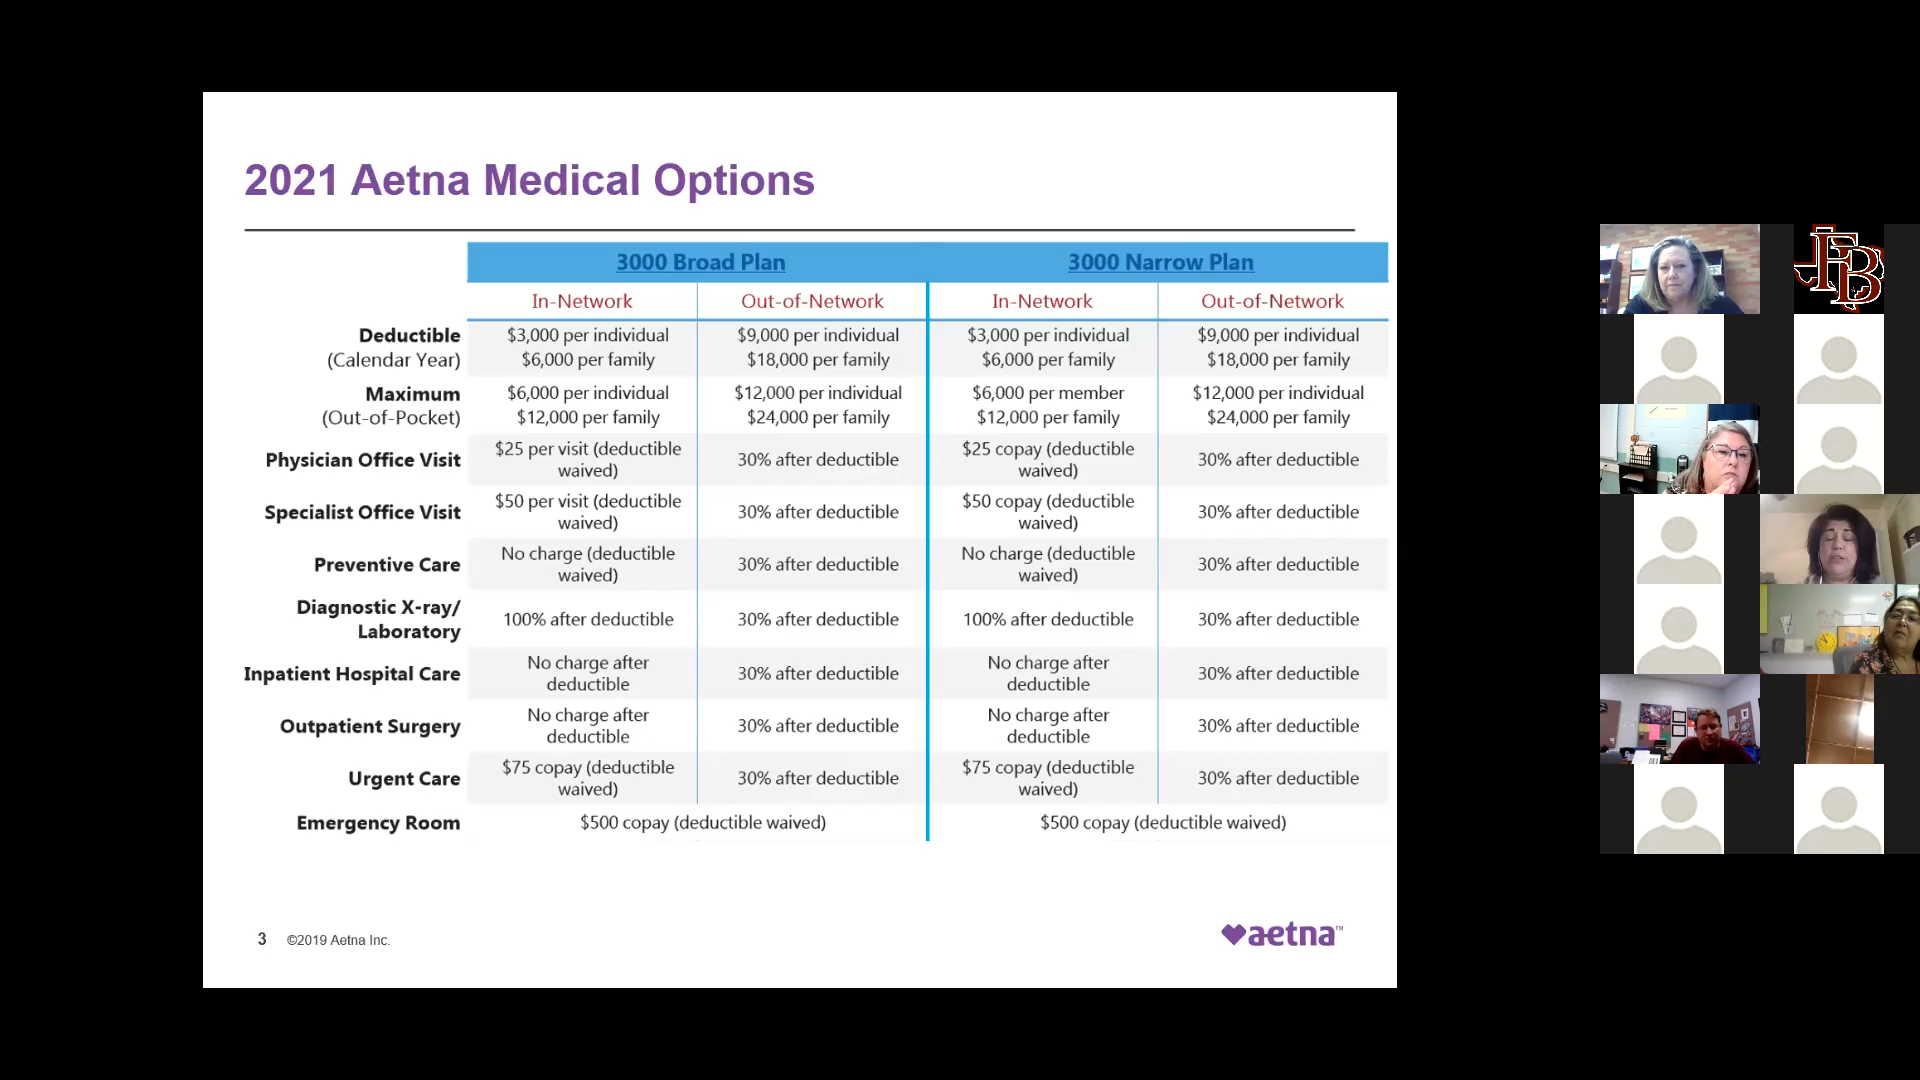 2021 Aetna Medical Options
3000 Broad Plan 3000 Narrow Plan
In-Network Out-of-Network In-Network Out-of-Network
Deductible
(Calendar Year)
$3,000 per individual
$6,000 per family
$9,000 per individual
$18,000 per family
$3,000 per individual
$6,000 per family
$9,000 per individual
$18,000 per family
Maximum
(Out-of-Pocket)
$6,000 per individual
$12,000 per family
$12,000 per individual
$24,000 per family
$6,000 per member
$12,000 per family
$12,000 per individual
$24,000 per family
Physician Office Visit
$25 per visit (deductible
waived)
30% after deductible
$25 copay (deductible
waived)
30% after deductible
Specialist Office Visit
$50 per visit (deductible
waived)
30% after deductible
$50 copay (deductible
waived)
30% after deductible
Preventive Care
No charge (deductible
waived)
30% after deductible
No charge (deductible
waived)
30% after deductible
Diagnostic X-ray/
Laboratory
100% after deductible
30% after deductible
100% after deductible
30% after deductible
Inpatient Hospital Care
No charge after
deductible
30% after deductible
No charge after
deductible
30% after deductible
Outpatient Surgery
No charge after
deductible
30% after deductible
No charge after
deductible
30% after deductible
Urgent Care
$75 copay (deductible
waived)
30% after deductible
$75 copay (deductible
waived)
30% after deductible
Emergency Room
$500 copay (deductible waived)
$500 copay (deductible waived)
3 ©2019 Aetna Inc.
aetna™
FB